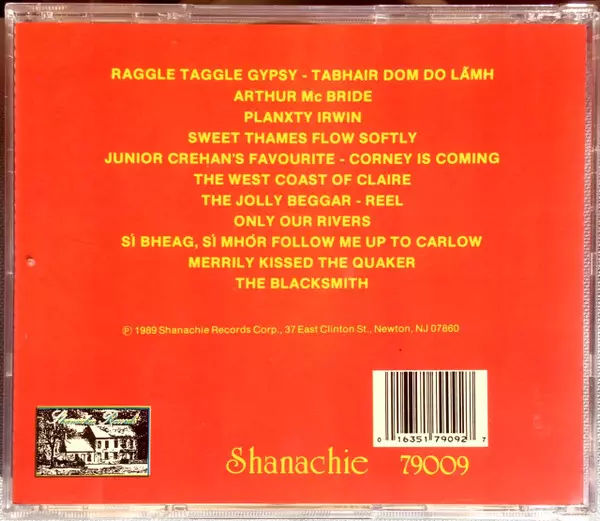 RAGGLE TAGGLE GYPSY - TABHAIR DOM DO LÃMH
ARTHUR Mc BRIDE
PLANXTY IRWIN
SWEET THAMES FLOW SOFTLY
JUNIOR CREHAN'S FAVOURITE - CORNEY IS COMING
THE WEST COAST OF CLAIRE
THE JOLLY BEGGAR - REEL
ONLY OUR RIVERS
SÌ BHEAG, SÌ MHÓR FOLLOW ME UP TO CARLOW
MERRILY KISSED THE QUAKER
THE BLACKSMITH
℗ 1989 Shanachie Records Corp., 37 East Clinton St., Newton, NJ 07860
0 16351 79092 7
Shanachie 79009